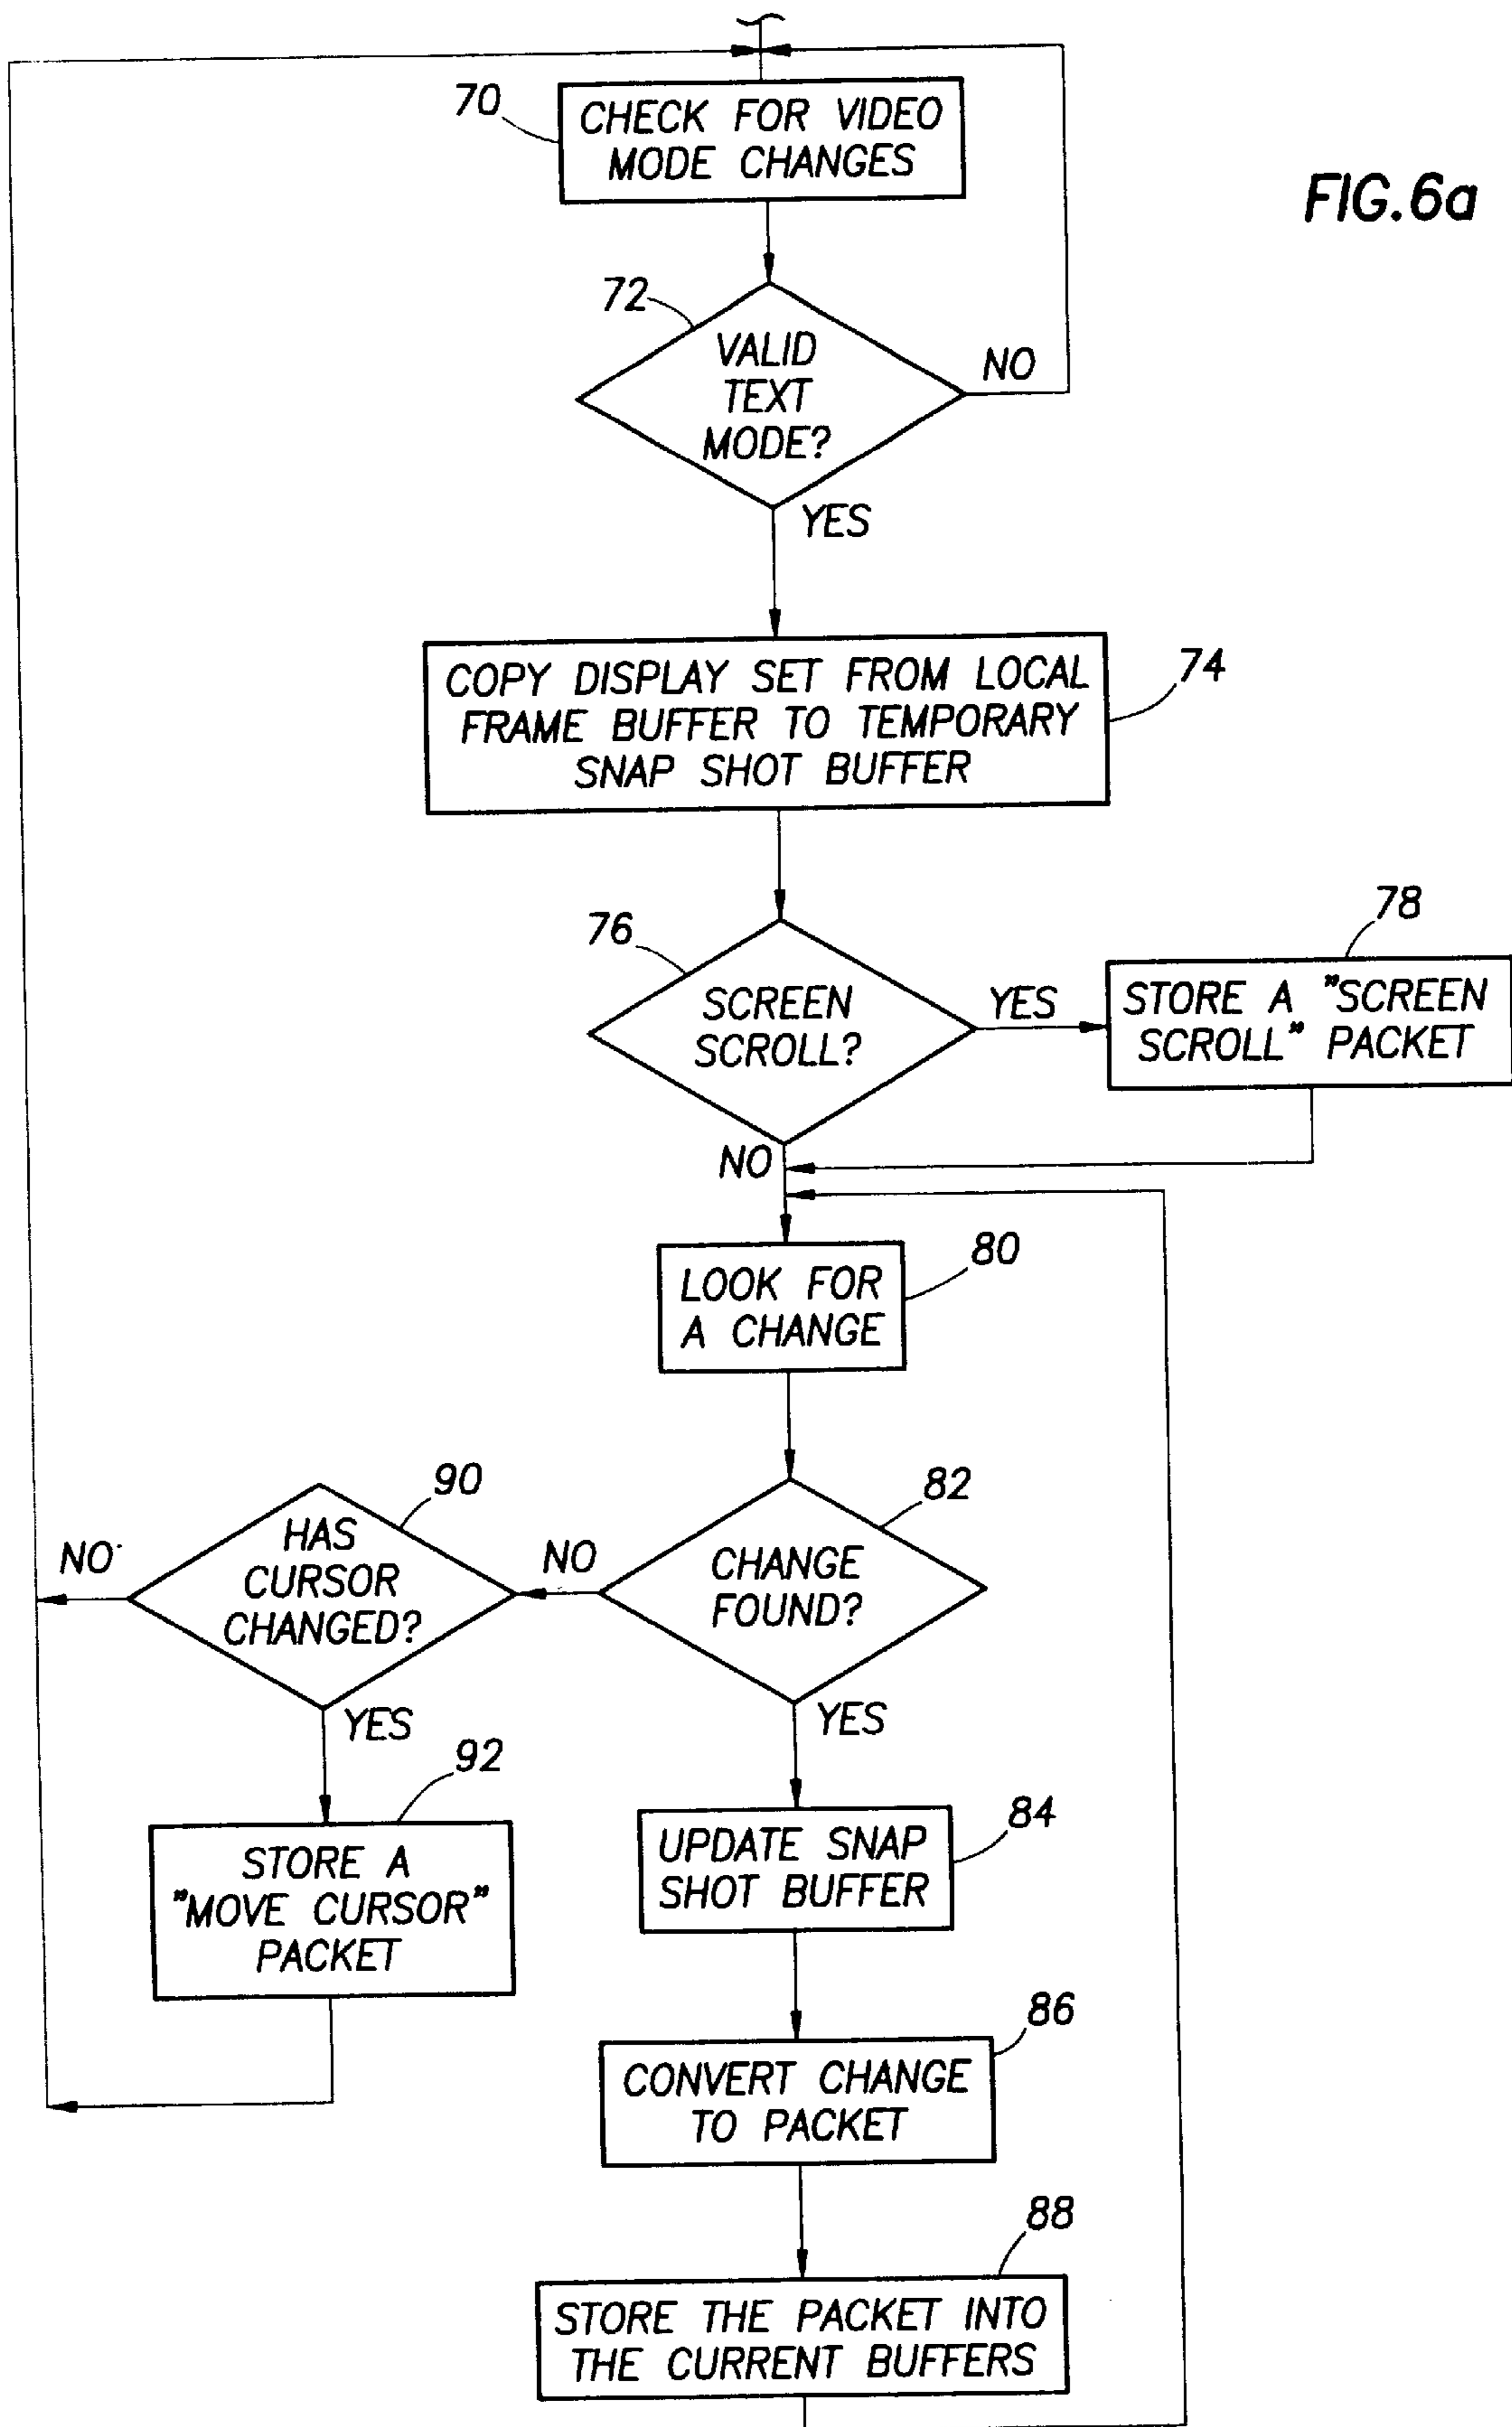 70
CHECK FOR VIDEO
MODE CHANGES
FIG.6a
72
VALID
TEXT
MODE?
NO
YES
COPY DISPLAY SET FROM LOCAL
FRAME BUFFER TO TEMPORARY
SNAP SHOT BUFFER
74
76
SCREEN
SCROLL?
YES
78
STORE A "SCREEN
SCROLL" PACKET
NO
LOOK FOR
A CHANGE
80
90
HAS
CURSOR
CHANGED?
NO
NO
82
CHANGE
FOUND?
YES
YES
92
STORE A
"MOVE CURSOR"
PACKET
84
UPDATE SNAP
SHOT BUFFER
86
CONVERT CHANGE
TO PACKET
88
STORE THE PACKET INTO
THE CURRENT BUFFERS